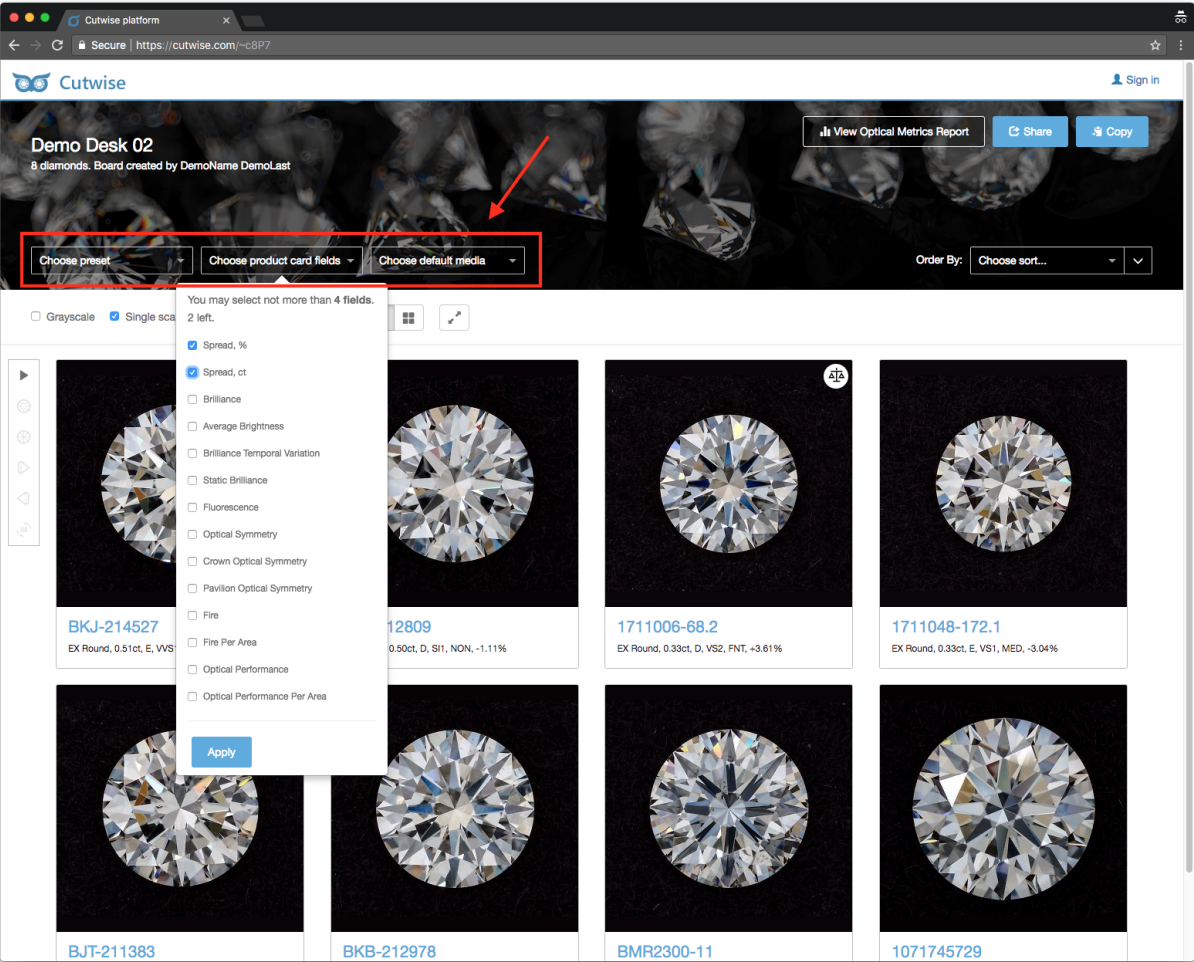 Cutwise platform
Secure | https://cutwise.com/~c8P7
Cutwise
Sign in
Demo Desk 02
8 diamonds. Board created by DemoName DemoLast
View Optical Metrics Report
Share
Copy
Choose preset
Choose product card fields
Choose default media
Order By:
Choose sort...
You may select not more than 4 fields.
2 left.
Grayscale
Single sca
Spread, %
Spread, ct
Brilliance
Average Brightness
Brilliance Temporal Variation
Static Brilliance
Fluorescence
Optical Symmetry
Crown Optical Symmetry
Pavilion Optical Symmetry
Fire
Fire Per Area
Optical Performance
Optical Performance Per Area
Apply
BKJ-214527
EX Round, 0.51ct, E, VVS
12809
0.50ct, D, SI1, NON, -1.11%
1711006-68.2
EX Round, 0.33ct, D, VS2, FNT, +3.61%
1711048-172.1
EX Round, 0.33ct, E, VS1, MED, -3.04%
BJT-211383
BKB-212978
BMR2300-11
1071745729